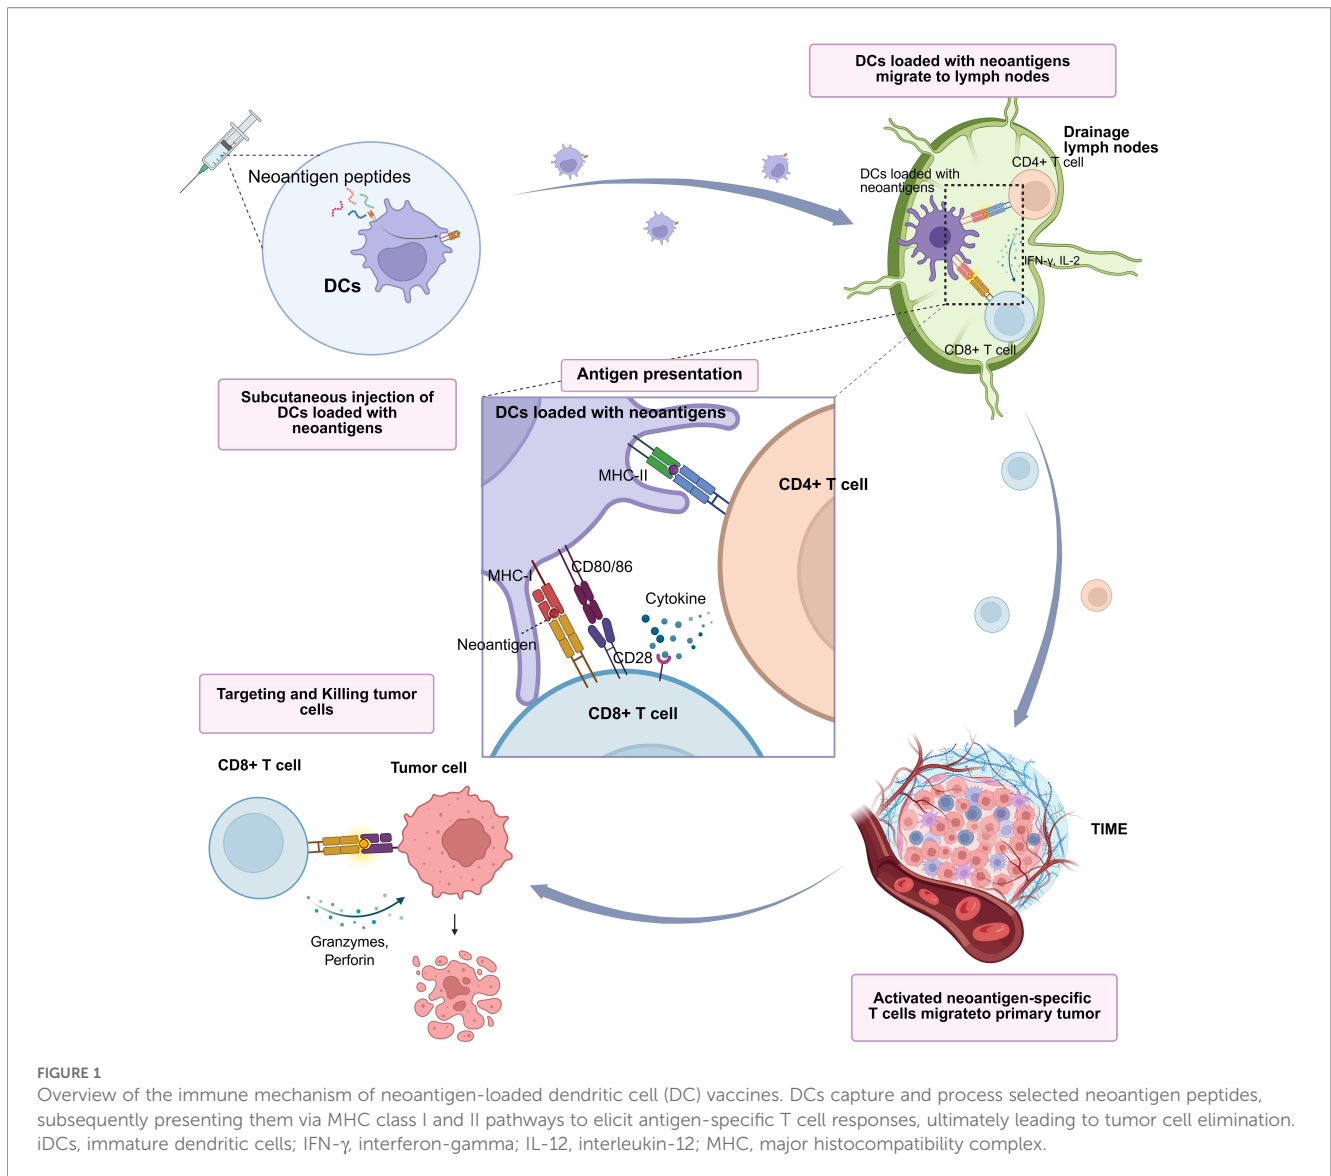 DCs loaded with neoantigens
migrate to lymph nodes
Drainage
lymph nodes
CD4+ T cell
DCs loaded with
neoantigens
IFN-γ, IL-2
CD8+ T cell
Neoantigen peptides
DCs
Subcutaneous injection of
DCs loaded with
neoantigens
Antigen presentation
DCs loaded with neoantigens
MHC-II
CD4+ T cell
MHC-I
CD80/86
Cytokine
Neoantigen
CD28
CD8+ T cell
Targeting and Killing tumor
cells
CD8+ T cell
Tumor cell
Granzymes,
Perforin
TIME
Activated neoantigen-specific
T cells migrateto primary tumor
FIGURE 1
Overview of the immune mechanism of neoantigen-loaded dendritic cell (DC) vaccines. DCs capture and process selected neoantigen peptides,
subsequently presenting them via MHC class I and II pathways to elicit antigen-specific T cell responses, ultimately leading to tumor cell elimination.
iDCs, immature dendritic cells; IFN-γ, interferon-gamma; IL-12, interleukin-12; MHC, major histocompatibility complex.